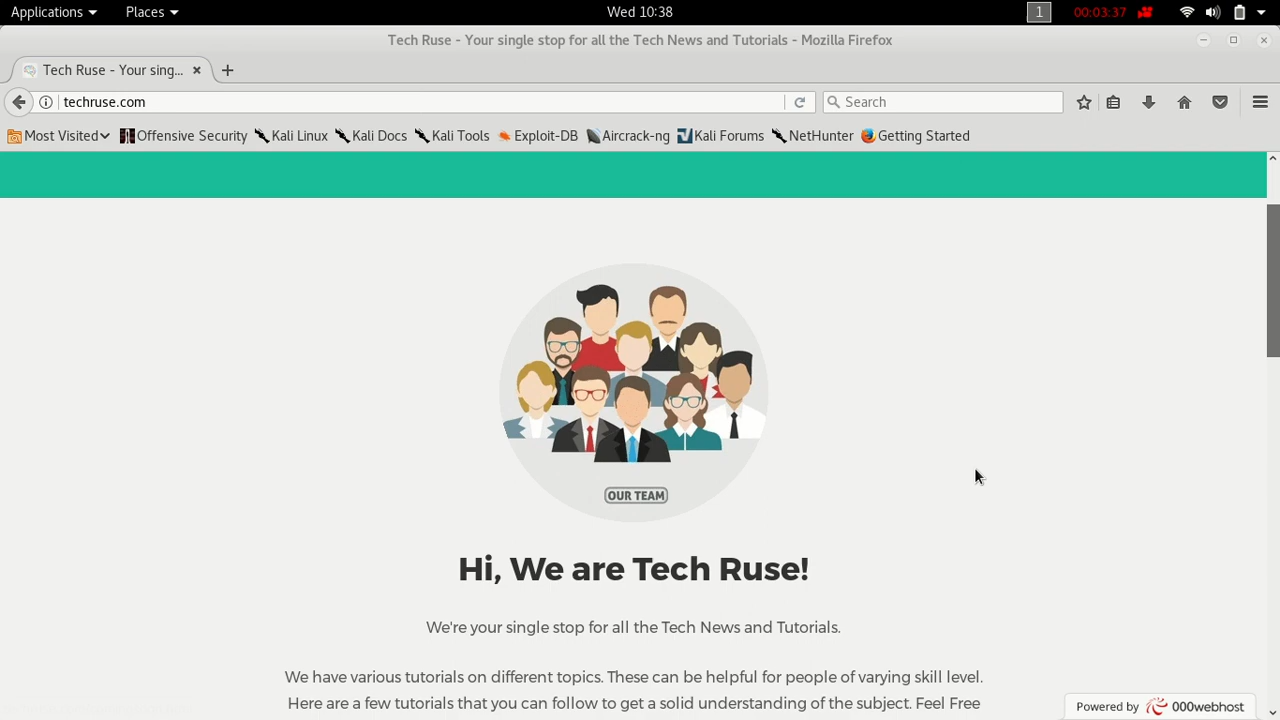 Applications Places Wed 10:38 1 00:03:37
Tech Ruse - Your single stop for all the Tech News and Tutorials - Mozilla Firefox
Tech Ruse - Your sing...
techruse.com Search
Most Visited Offensive Security Kali Linux Kali Docs Kali Tools Exploit-DB Aircrack-ng Kali Forums NetHunter Getting Started
OUR TEAM
Hi, We are Tech Ruse!
We're your single stop for all the Tech News and Tutorials.
We have various tutorials on different topics. These can be helpful for people of varying skill level.
Here are a few tutorials that you can follow to get a solid understanding of the subject. Feel Free
Powered by 000webhost